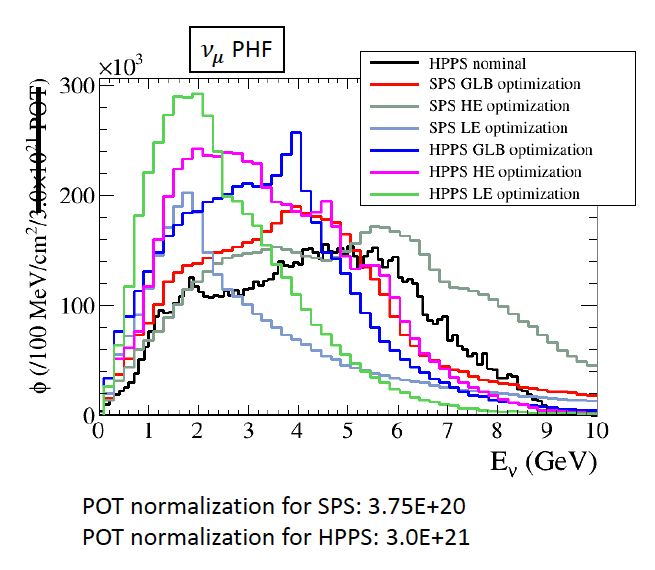 ν_μ PHF
×10³
HPPS nominal
SPS GLB optimization
SPS HE optimization
SPS LE optimization
HPPS GLB optimization
HPPS HE optimization
HPPS LE optimization
ϕ (/100 MeV/cm²/3.0x10²¹ POT)
300
200
100
0
0 1 2 3 4 5 6 7 8 9 10
E_ν (GeV)
POT normalization for SPS: 3.75E+20
POT normalization for HPPS: 3.0E+21